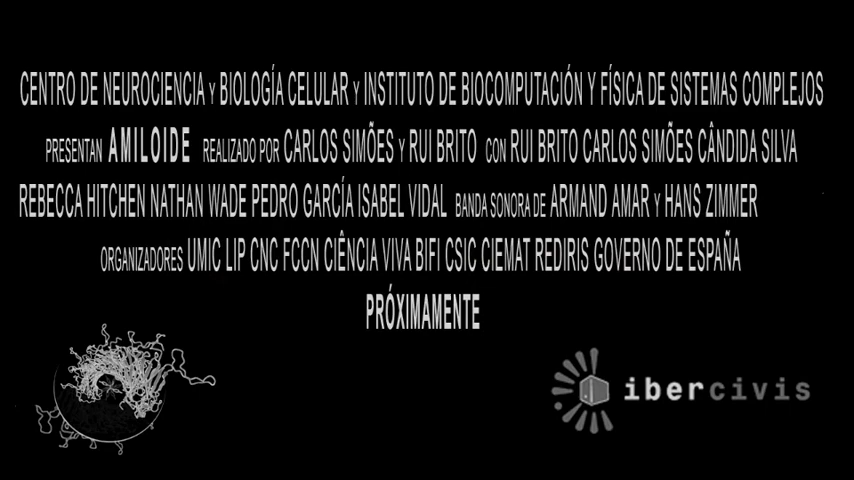 CENTRO DE NEUROCIENCIA Y BIOLOGÍA CELULAR Y INSTITUTO DE BIOCOMPUTACIÓN Y FÍSICA DE SISTEMAS COMPLEJOS
PRESENTAN AMILOIDE REALIZADO POR CARLOS SIMÕES Y RUI BRITO CON RUI BRITO CARLOS SIMÕES CÂNDIDA SILVA
REBECCA HITCHEN NATHAN WADE PEDRO GARCÍA ISABEL VIDAL BANDA SONORA DE ARMAND AMAR Y HANS ZIMMER
ORGANIZADORES UMIC LIP CNC FCCN CIÊNCIA VIVA BIFI CSIC CIEMAT REDIRIS GOVERNO DE ESPAÑA
PRÓXIMAMENTE
ibercivis